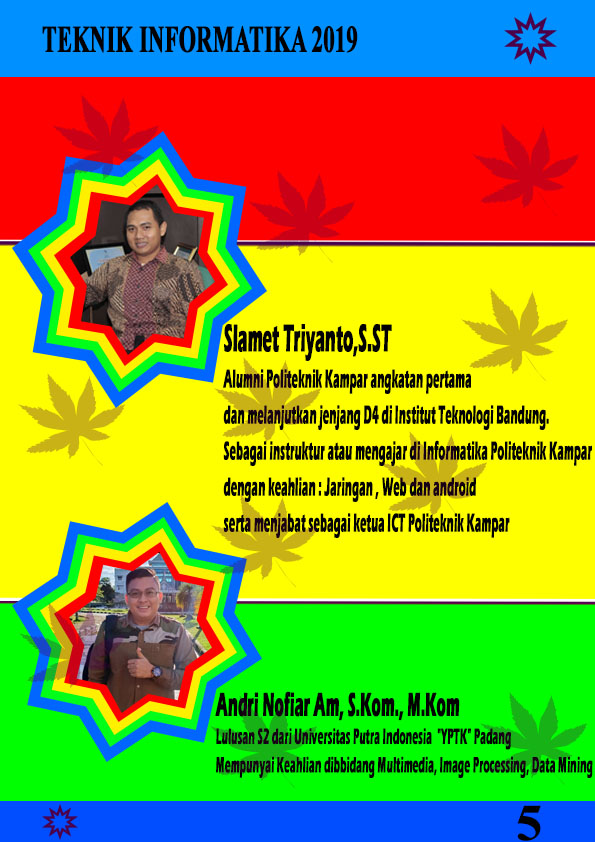 TEKNIK INFORMATIKA 2019
Slamet Triyanto,S.ST
Alumni Politeknik Kampar angkatan pertama
dan melanjutkan jenjang D4 di Institut Teknologi Bandung.
Sebagai instruktur atau mengajar di Informatika Politeknik Kampar
dengan keahlian : Jaringan , Web dan android
serta menjabat sebagai ketua ICT Politeknik Kampar
Andri Nofiar Am, S.Kom., M.Kom
Lulusan S2 dari Universitas Putra Indonesia "YPTK" Padang
Mempunyai Keahlian dibbidang Multimedia, Image Processing, Data Mining
5